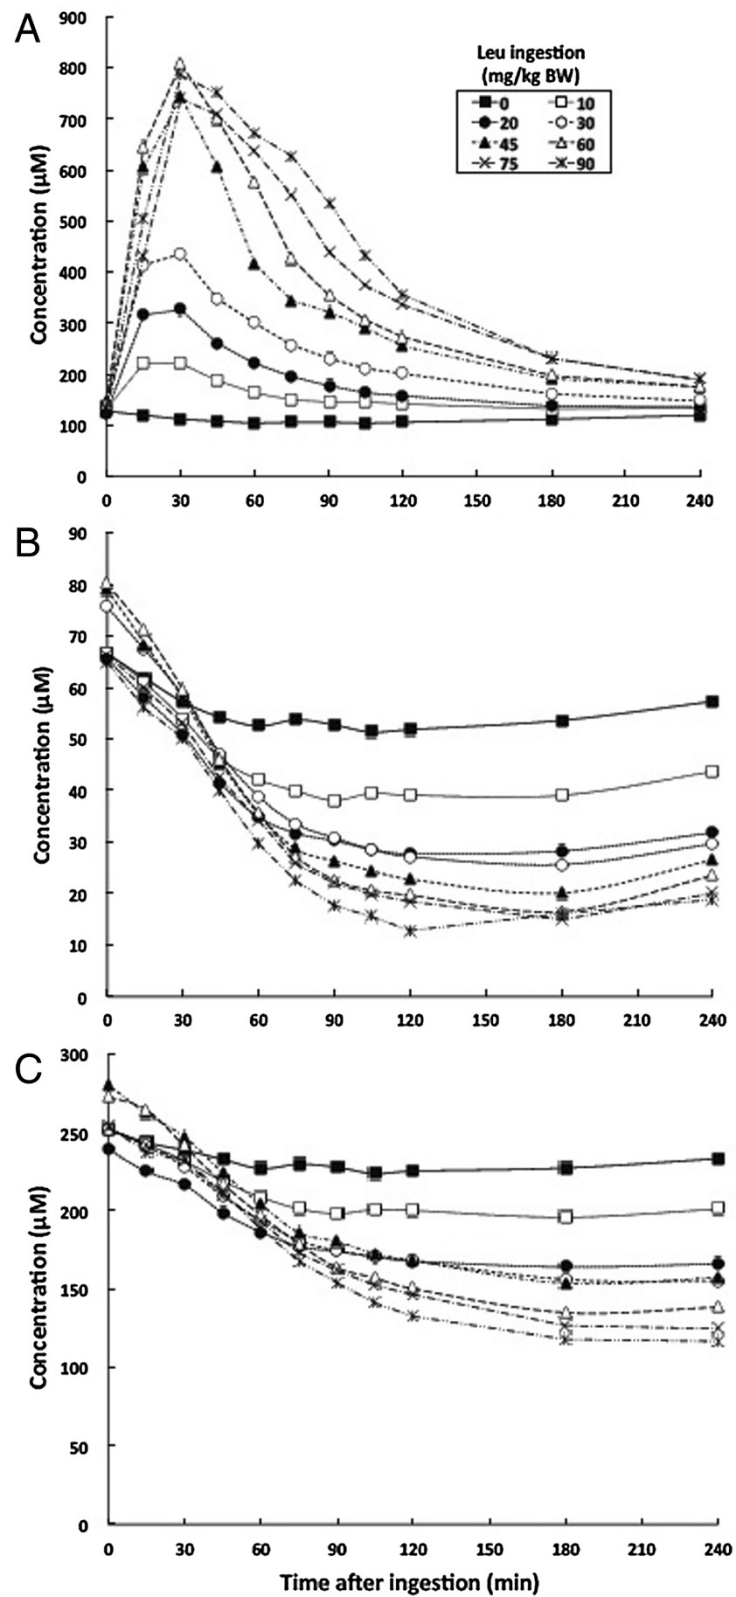 A
Leu ingestion
(mg/kg BW)
0 10
20 30
45 60
75 90
Concentration (μM)
900
800
700
600
500
400
300
200
100
0
0 30 60 90 120 150 180 210 240
B
Concentration (μM)
90
80
70
60
50
40
30
20
10
0
0 30 60 90 120 150 180 210 240
C
Concentration (μM)
300
250
200
150
100
50
0
0 30 60 90 120 150 180 210 240
Time after ingestion (min)